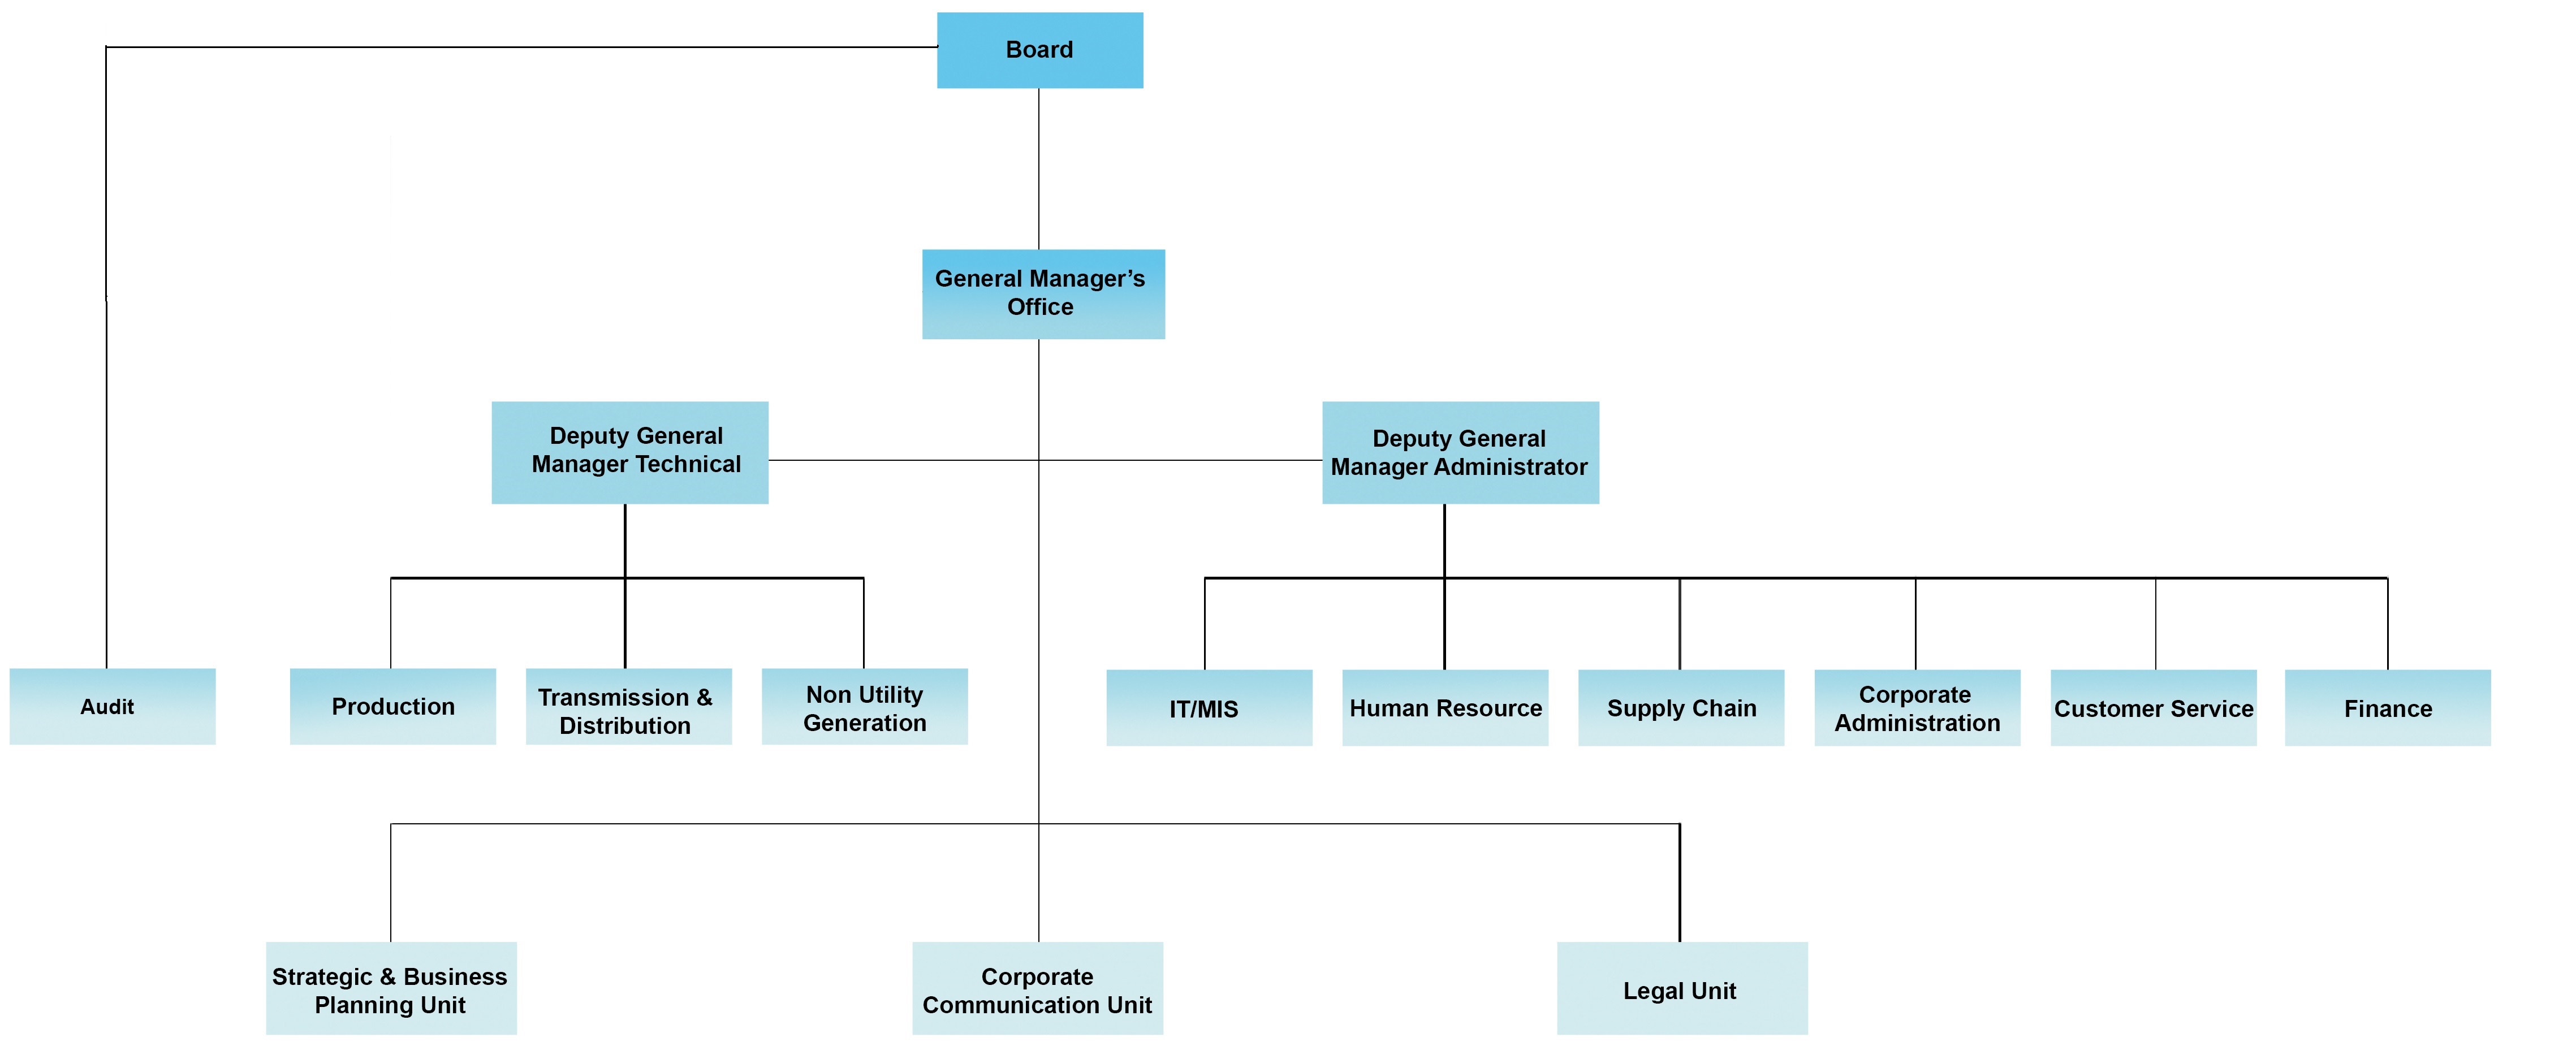 Board
General Manager’s
Office
Deputy General
Manager Technical
Deputy General
Manager Administrator
Audit
Production
Transmission &
Distribution
Non Utility
Generation
IT/MIS
Human Resource
Supply Chain
Corporate
Administration
Customer Service
Finance
Strategic & Business
Planning Unit
Corporate
Communication Unit
Legal Unit